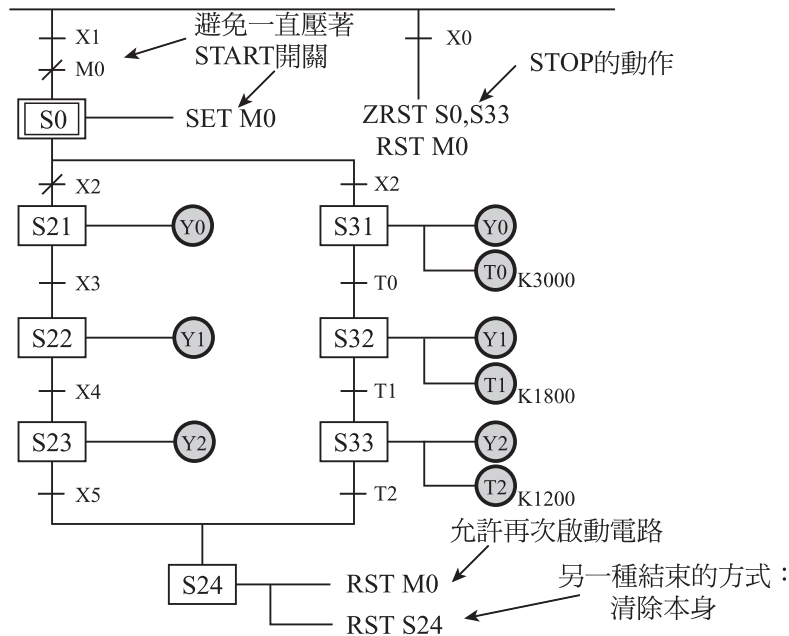 X1
避免一直壓著
START開關
M0
X0
STOP的動作
S0
SET M0
ZRST S0,S33
RST M0
X2
X2
S21
Y0
S31
Y0
T0
K3000
X3
T0
S22
Y1
S32
Y1
T1
K1800
X4
T1
S23
Y2
S33
Y2
T2
K1200
X5
T2
允許再次啟動電路
S24
RST M0
另一種結束的方式：
清除本身
RST S24